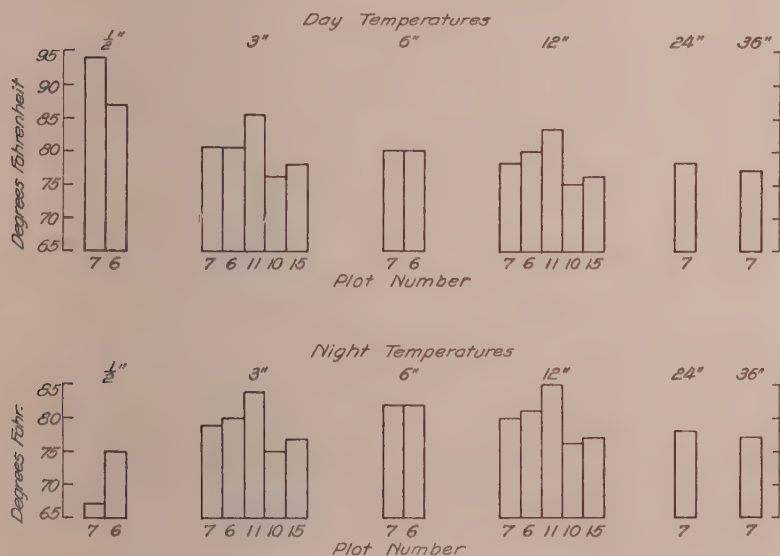 Day Temperatures
½" 3" 6" 12" 24" 36"
Degrees Fahrenheit
95
90
85
80
75
70
65
7 6 7 6 11 10 15 7 6 7 6 11 10 15 7 7
Plot Number
Night Temperatures
½" 3" 6" 12" 24" 36"
Degrees Fahr.
85
80
75
70
65
7 6 7 6 11 10 15 7 6 7 6 11 10 15 7 7
Plot Number